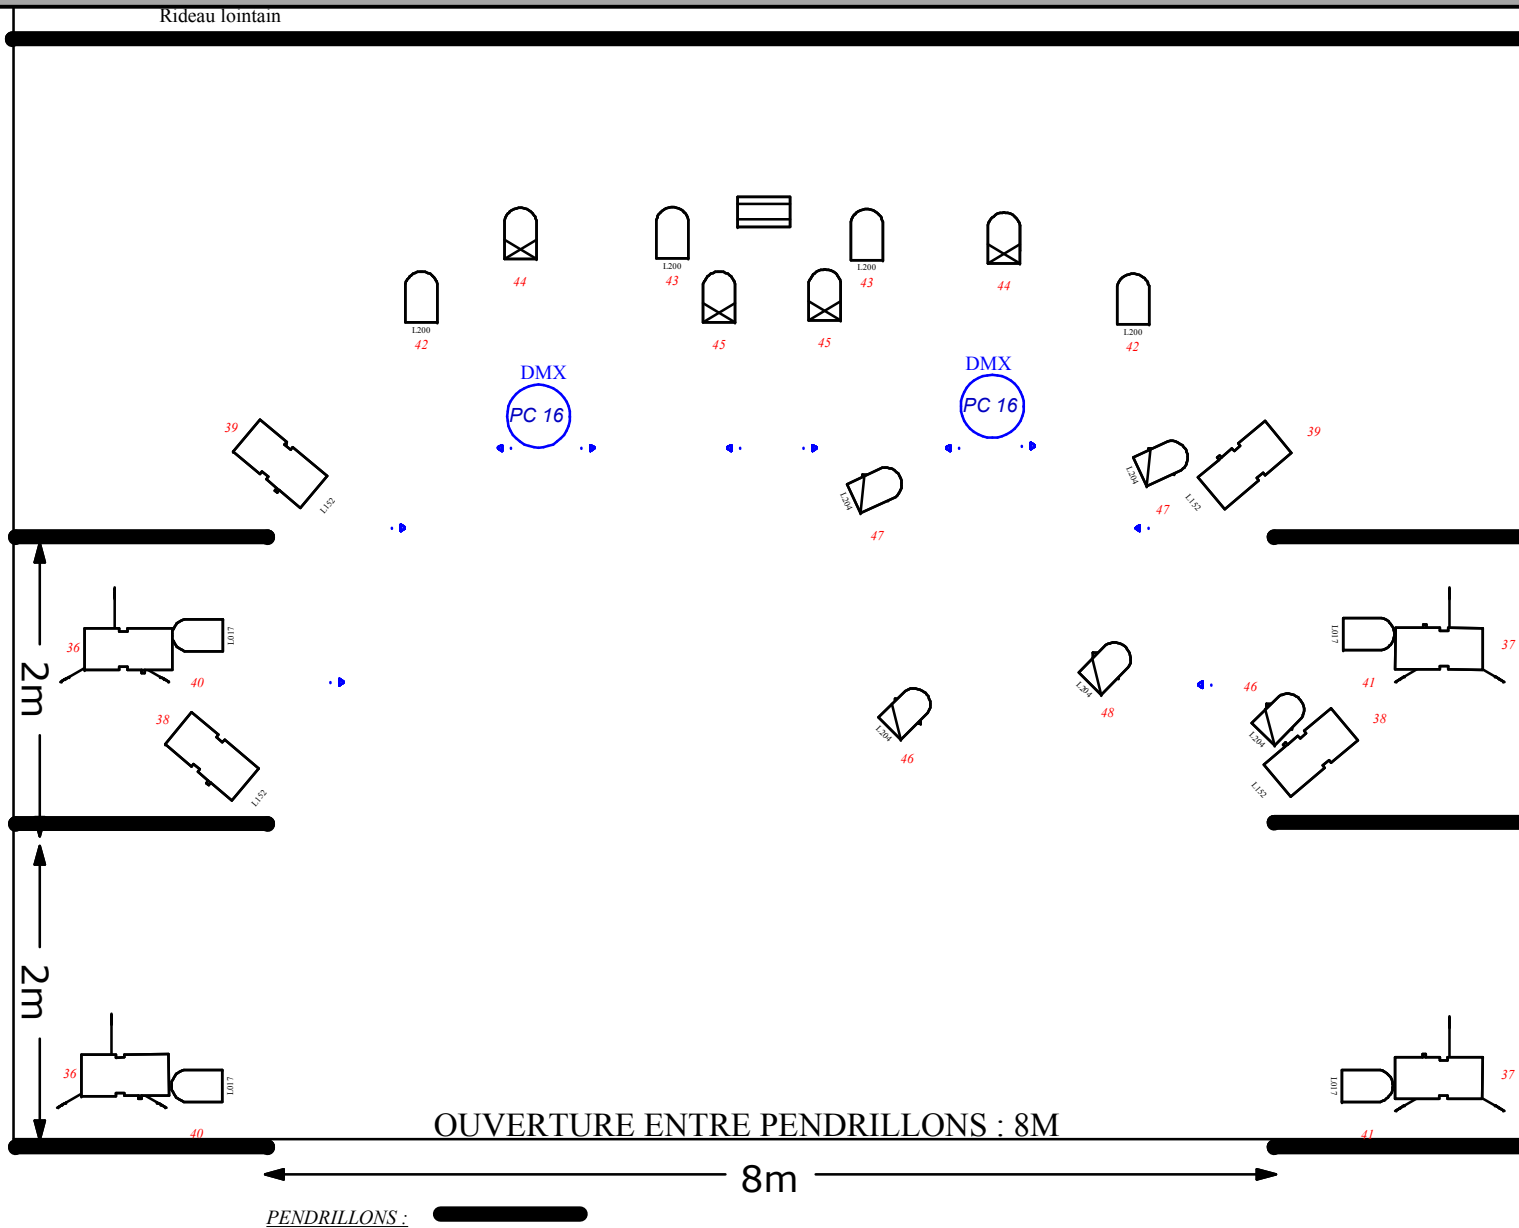 Rideau lointain
44
L200
43
L200
43
44
L200
42
45
45
L200
42
DMX
PC 16
DMX
PC 16
39
L152
L204
47
L204
47
L152
39
36
L017
40
38
L152
2m
L204
46
L204
48
46
L204
L152
38
L017
41
37
2m
36
L017
40
L017
41
37
OUVERTURE ENTRE PENDRILLONS : 8M
8m
PENDRILLONS :